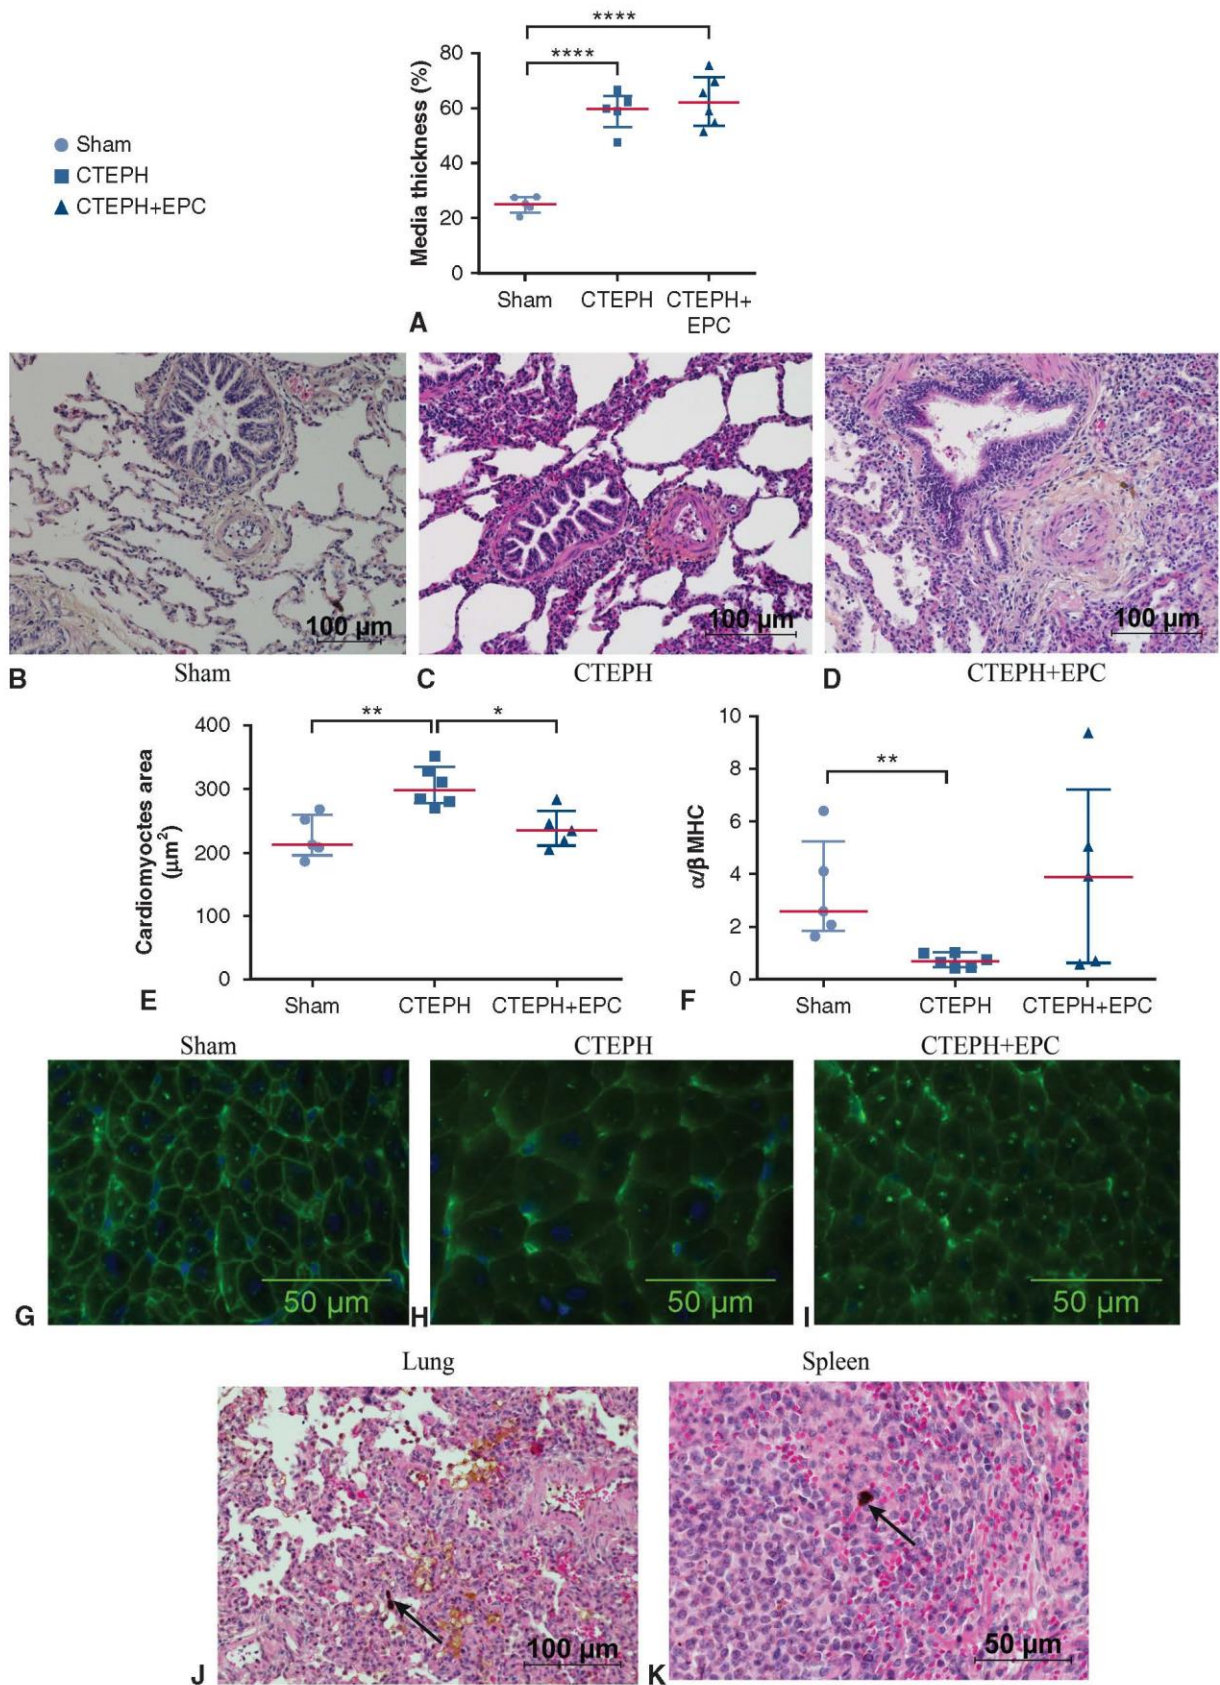 ****
****
80
60
40
20
0
Media thickness (%)
Sham
CTEPH
CTEPH+EPC
Sham
CTEPH
CTEPH+
EPC
A
100 µm
100 µm
100 µm
B
Sham
C
CTEPH
D
CTEPH+EPC
**
*
400
300
200
100
0
Cardiomyoctes area
(µm²)
Sham
CTEPH
CTEPH+EPC
E
**
10
8
6
4
2
0
α/β MHC
Sham
CTEPH
CTEPH+EPC
F
Sham
CTEPH
CTEPH+EPC
50 µm
50 µm
50 µm
G
H
I
Lung
Spleen
100 µm
50 µm
J
K